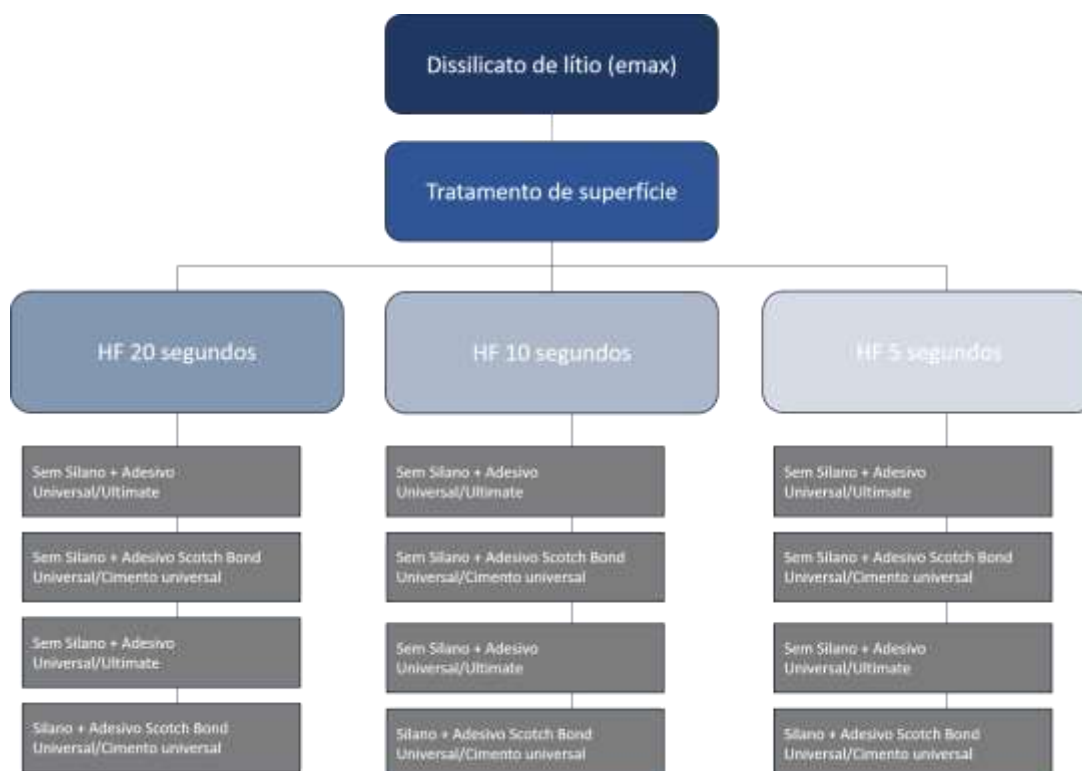 Dissilicato de lítio (emax)
Tratamento de superfície
HF 20 segundos
HF 10 segundos
HF 5 segundos
Sem Silano + Adesivo
Universal/Ultimate
Sem Silano + Adesivo Scotch Bond
Universal/Cimento universal
Sem Silano + Adesivo
Universal/Ultimate
Silano + Adesivo Scotch Bond
Universal/Cimento universal
Sem Silano + Adesivo
Universal/Ultimate
Sem Silano + Adesivo Scotch Bond
Universal/Cimento universal
Sem Silano + Adesivo
Universal/Ultimate
Silano + Adesivo Scotch Bond
Universal/Cimento universal
Sem Silano + Adesivo
Universal/Ultimate
Sem Silano + Adesivo Scotch Bond
Universal/Cimento universal
Sem Silano + Adesivo
Universal/Ultimate
Silano + Adesivo Scotch Bond
Universal/Cimento universal